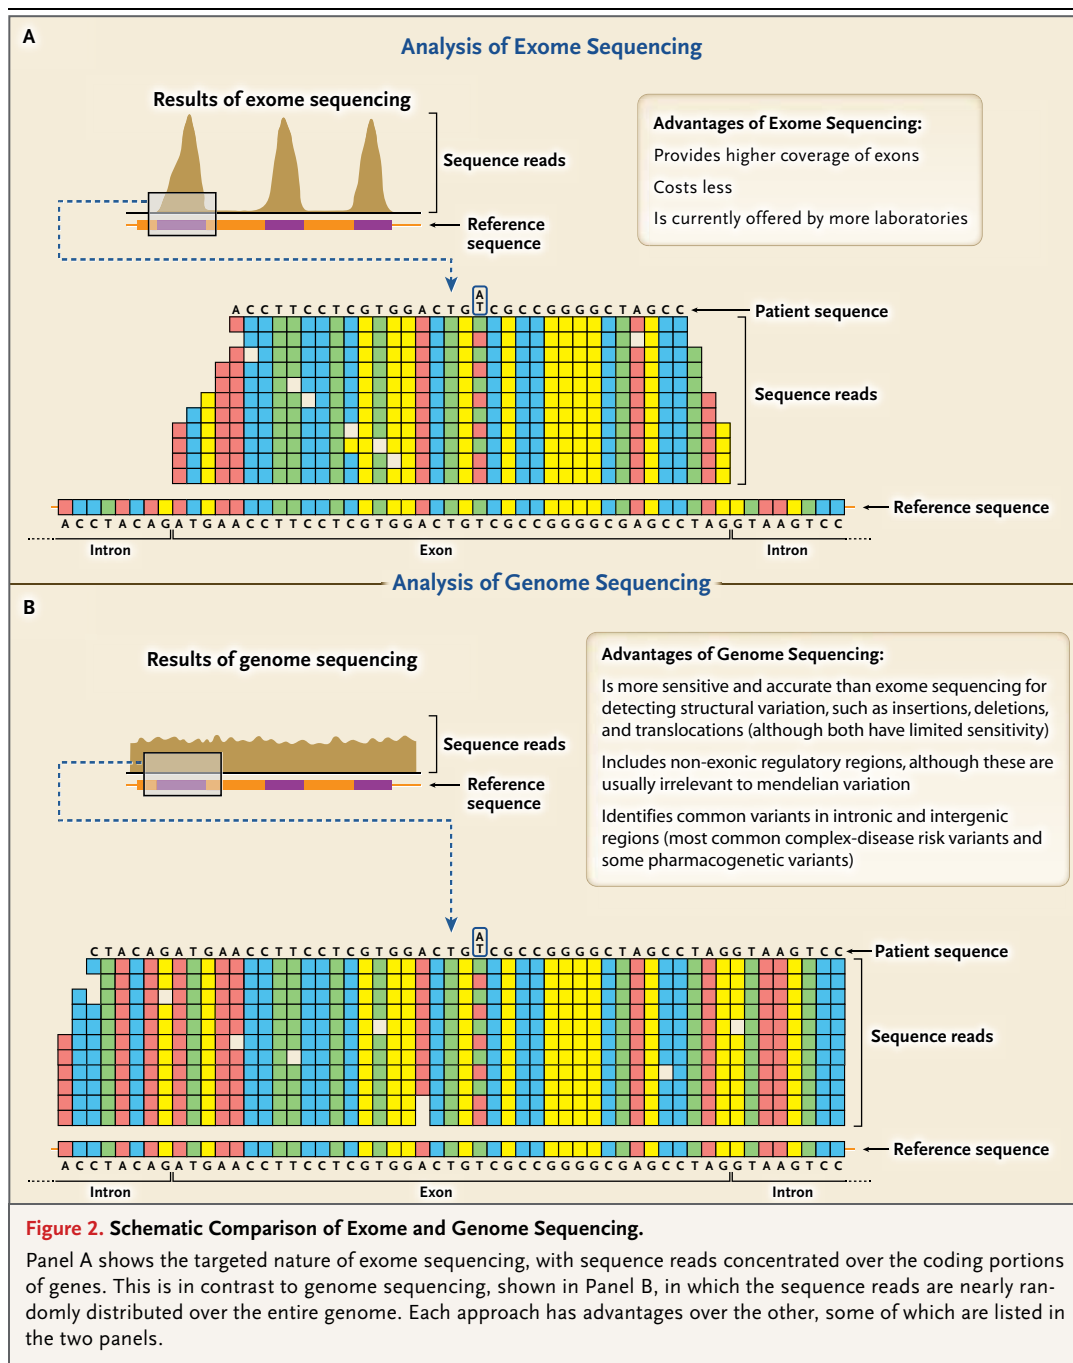 A
Analysis of Exome Sequencing
Results of exome sequencing
Sequence reads
Reference
sequence
Advantages of Exome Sequencing:
Provides higher coverage of exons
Costs less
Is currently offered by more laboratories
A
A C C T T C C T C G T G G A C T G T C G C C G G G G C T A G C C
Patient sequence
Sequence reads
Reference sequence
A C C T A C A G A T G A A C C T T C C T C G T G G A C T G T C G C C G G G G C G A G C C T A G G T A A G T C C
Intron
Exon
Intron
Analysis of Genome Sequencing
B
Results of genome sequencing
Sequence reads
Reference
sequence
Advantages of Genome Sequencing:
Is more sensitive and accurate than exome sequencing for
detecting structural variation, such as insertions, deletions,
and translocations (although both have limited sensitivity)
Includes non-exonic regulatory regions, although these are
usually irrelevant to mendelian variation
Identifies common variants in intronic and intergenic
regions (most common complex-disease risk variants and
some pharmacogenetic variants)
A
C T A C A G A T G A A C C T T C C T C G T G G A C T G T C G C C G G G G C T A G C C T A G G T A A G T C C
Patient sequence
Sequence reads
Reference sequence
A C C T A C A G A T G A A C C T T C C T C G T G G A C T G T C G C C G G G G C G A G C C T A G G T A A G T C C
Intron
Exon
Intron
Figure 2. Schematic Comparison of Exome and Genome Sequencing.
Panel A shows the targeted nature of exome sequencing, with sequence reads concentrated over the coding portions
of genes. This is in contrast to genome sequencing, shown in Panel B, in which the sequence reads are nearly ran-
domly distributed over the entire genome. Each approach has advantages over the other, some of which are listed in
the two panels.